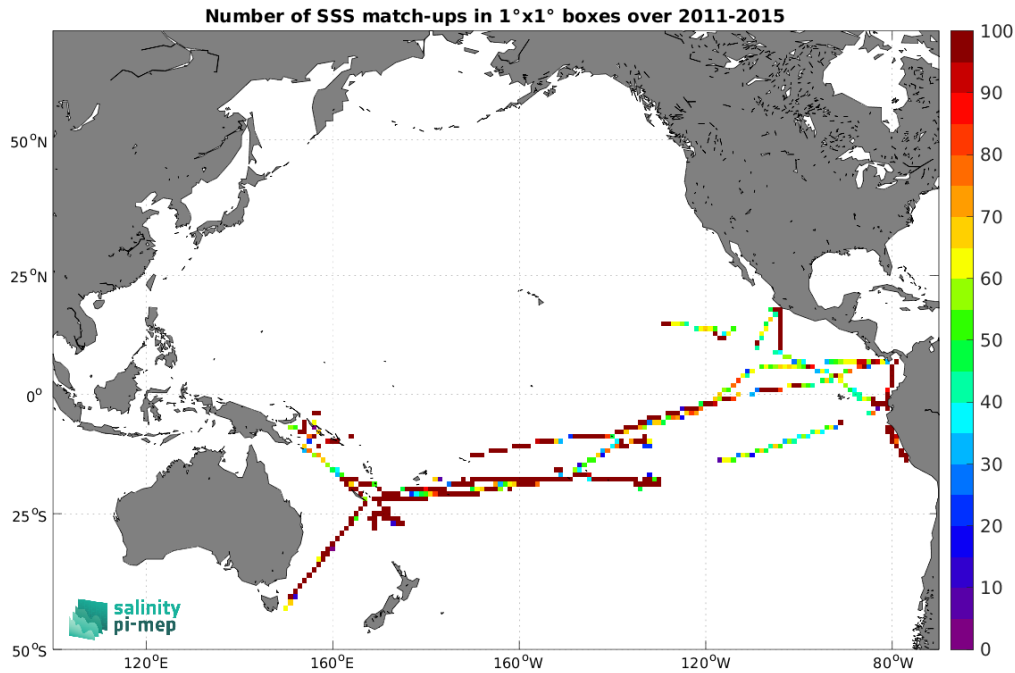 Number of SSS match-ups in 1°x1° boxes over 2011-2015
50°N
25°N
0°
25°S
50°S
120°E
160°E
160°W
120°W
80°W
100
90
80
70
60
50
40
30
20
10
0
salinity
pi-mep